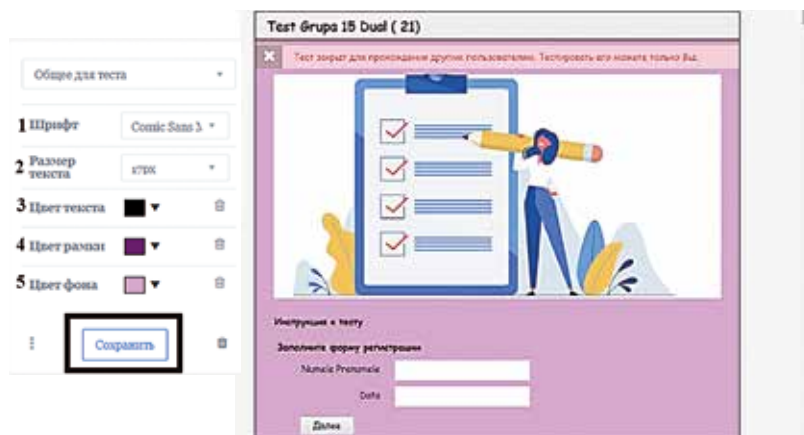 Общее для теста
1 Шрифт Comic Sans
2 Размер текста 17px
3 Цвет текста
4 Цвет рамки
5 Цвет фона
Сохранить
Test Grupa 15 Dual ( 21)
Тест закрыт для прохождения другим пользователям. Тестировать его можете только Вы.
Инструкция к тесту
Заполните форму регистрации
Numele Prenumele
Data
Далее